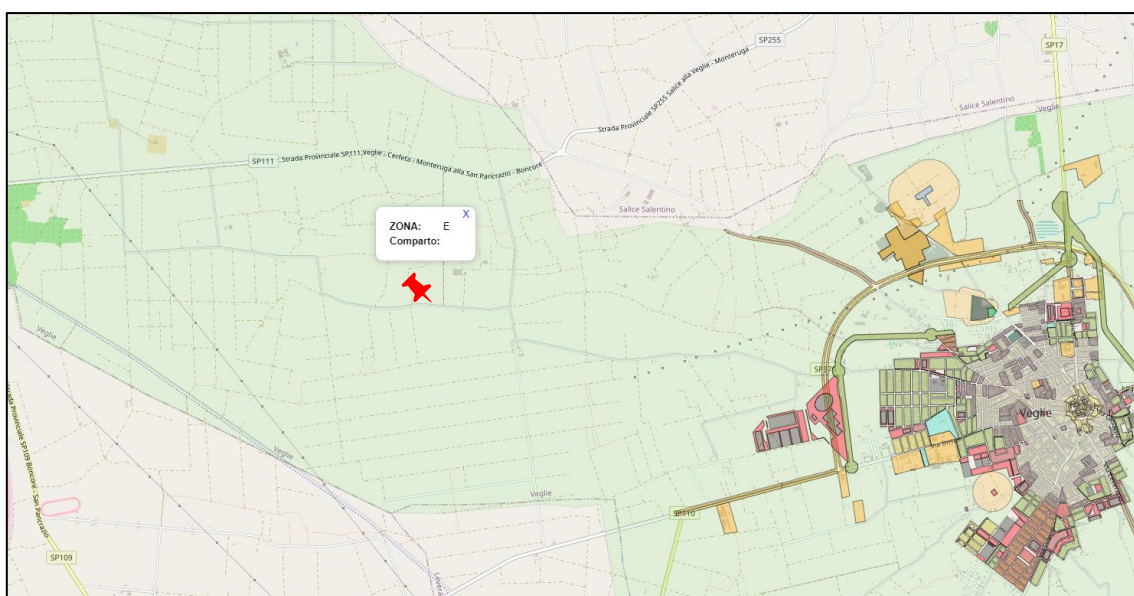 SP255
SP17
Strada Provinciale SP255 Salice alla Veglie - Monteruga
Salice Salentino
Veglie
SP111
Strada Provinciale SP111 Veglie - Cerfeta - Monteruga alla San Pancrazio - Boncore
Salice Salentino
X
ZONA: E
Comparto:
Veglie
Veglie
Veglie
Veglie
Strada Provinciale SP109 Boncore - San Pancrazio
Veglie
SP110
SP109